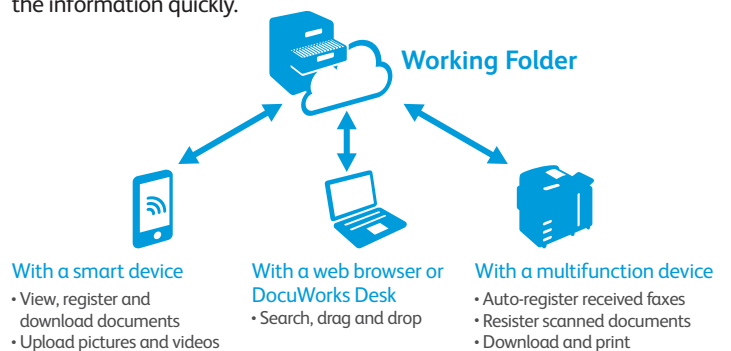 the information quickly.
Working Folder
With a smart device
• View, register and
download documents
• Upload pictures and videos
With a web browser or
DocuWorks Desk
• Search, drag and drop
With a multifunction device
• Auto-register received faxes
• Resister scanned documents
• Download and print